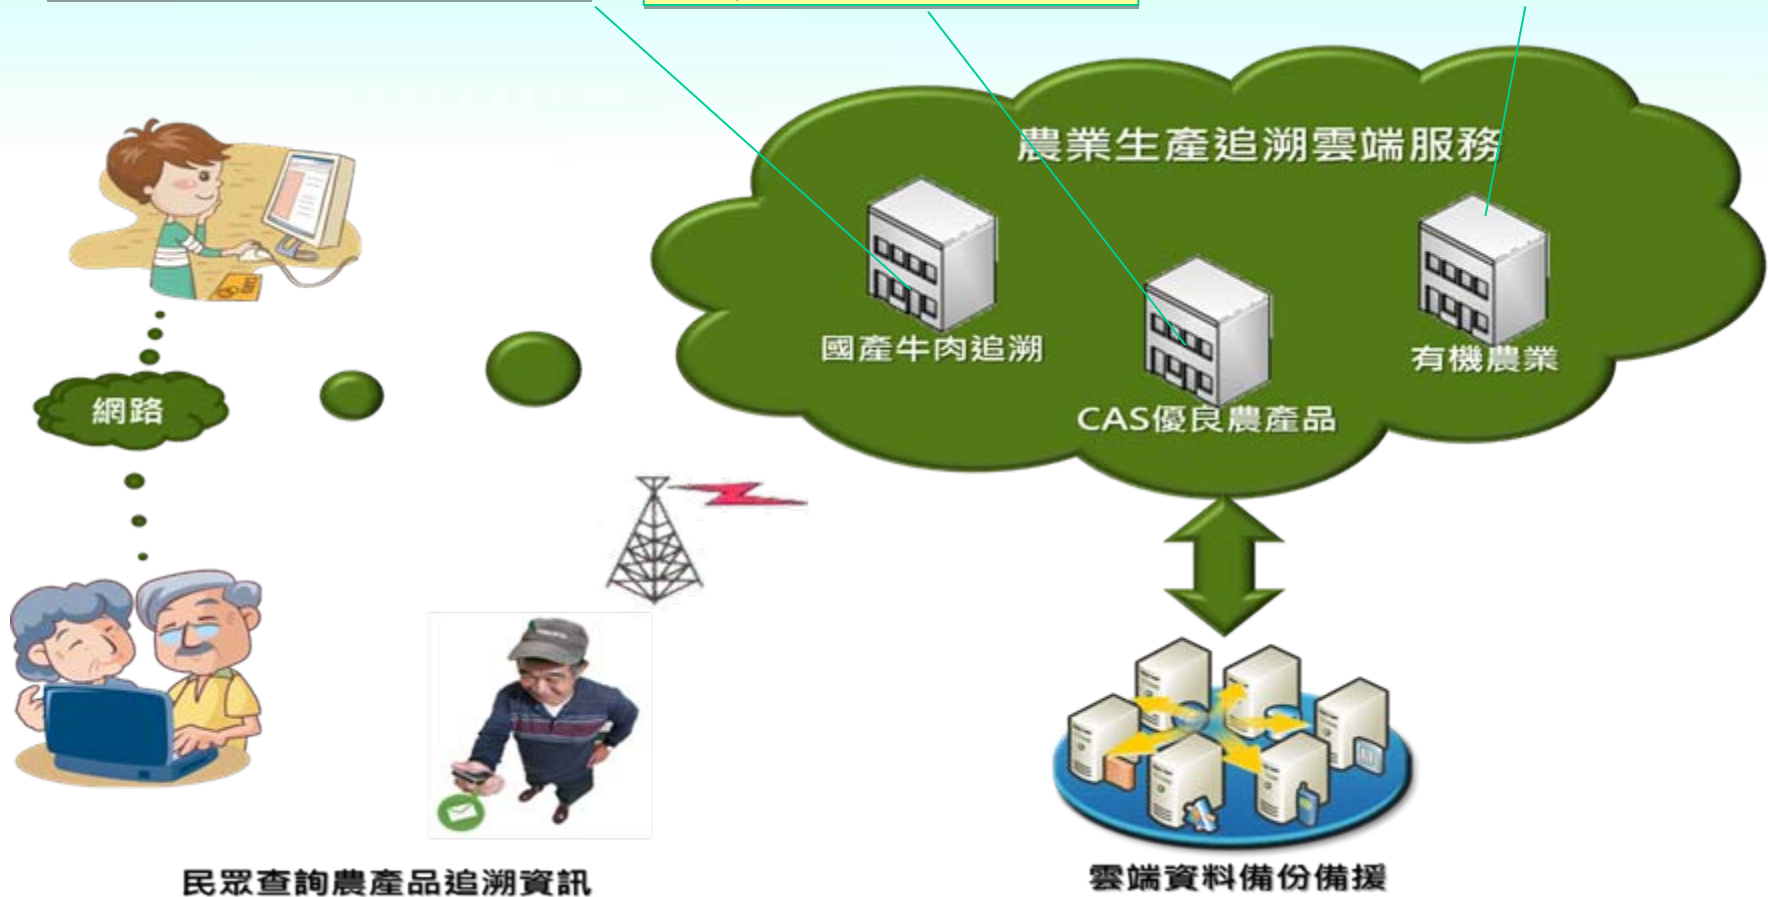 農業生產追溯雲端服務
國產牛肉追溯
有機農業
CAS優良農產品
網路
民眾查詢農產品追溯資訊
雲端資料備份備援